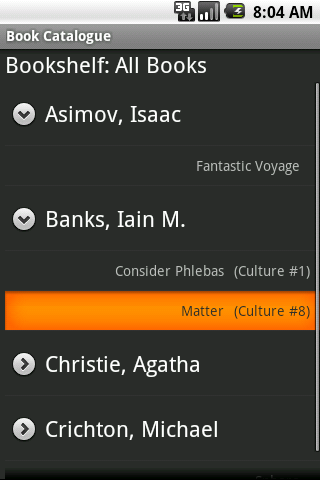 3G
8:04 AM
Book Catalogue
Bookshelf: All Books
Asimov, Isaac
Fantastic Voyage
Banks, Iain M.
Consider Phlebas (Culture #1)
Matter (Culture #8)
Christie, Agatha
Crichton, Michael